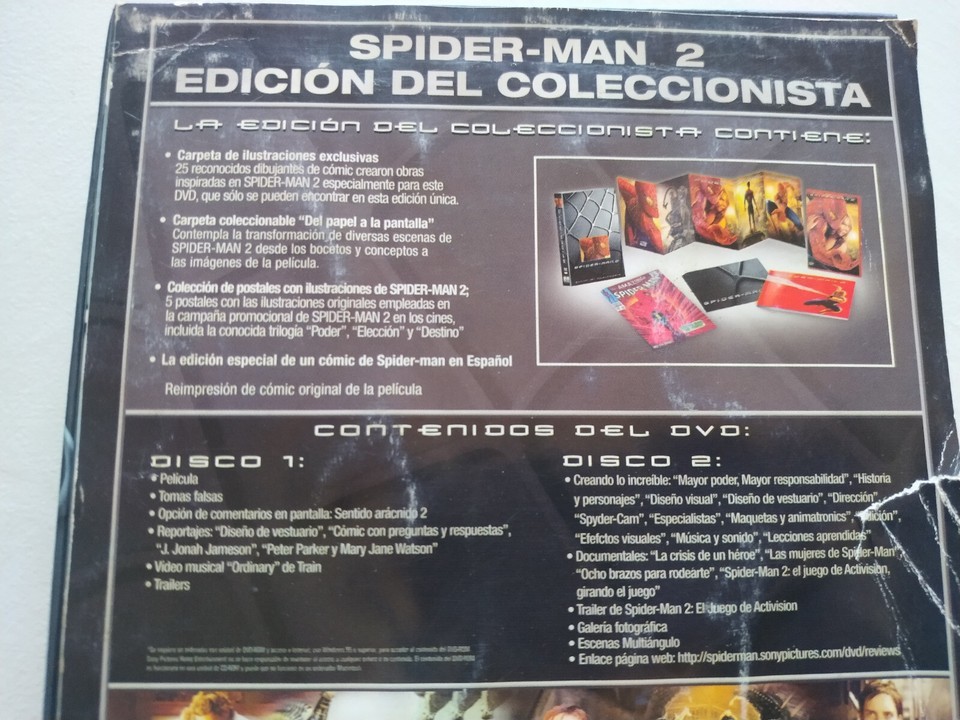 SPIDER-MAN 2
EDICIÓN DEL COLECCIONISTA
LA EDICIÓN DEL COLECCIONISTA CONTIENE:
• Carpeta de ilustraciones exclusivas
25 reconocidos dibujantes de cómic crearon obras
inspiradas en SPIDER-MAN 2 especialmente para este
DVD, que sólo se pueden encontrar en esta edición única.
• Carpeta coleccionable “Del papel a la pantalla”
Contempla la transformación de diversas escenas de
SPIDER-MAN 2 desde los bocetos y conceptos a
las imágenes de la película.
• Colección de postales con ilustraciones de SPIDER-MAN 2;
5 postales con las ilustraciones originales empleadas en
la campaña promocional de SPIDER-MAN 2 en los cines,
incluida la conocida trilogía “Poder”, “Elección” y “Destino”
• La edición especial de un cómic de Spider-man en Español
Reimpresión de cómic original de la película
CONTENIDOS DEL DVD:
DISCO 1:
• Película
• Tomas falsas
• Opción de comentarios en pantalla: Sentido arácnido 2
• Reportajes: “Diseño de vestuario”, “Cómic con preguntas y respuestas”,
“J. Jonah Jameson”, “Peter Parker y Mary Jane Watson”
• Vídeo musical “Ordinary” de Train
• Trailers
DISCO 2:
• Creando lo increíble: “Mayor poder, Mayor responsabilidad”, “Historia
y personajes”, “Diseño visual”, “Diseño de vestuario”, “Dirección”,
“Spyder-Cam”, “Especialistas”, “Maquetas y animatronics”, “Edición”,
“Efefctos visuales”, “Música y sonido”, “Lecciones aprendidas”
• Documentales: “La crisis de un héroe”, “Las mujeres de Spider-Man”,
“Ocho brazos para rodearte”, “Spider-Man 2: el juego de Activision,
girando el juego”
• Trailer de Spider-Man 2: El Juego de Activision
• Galería fotográfica
• Escenas Multiángulo
• Enlace página web: http://spiderman.sonypictures.com/dvd/reviews